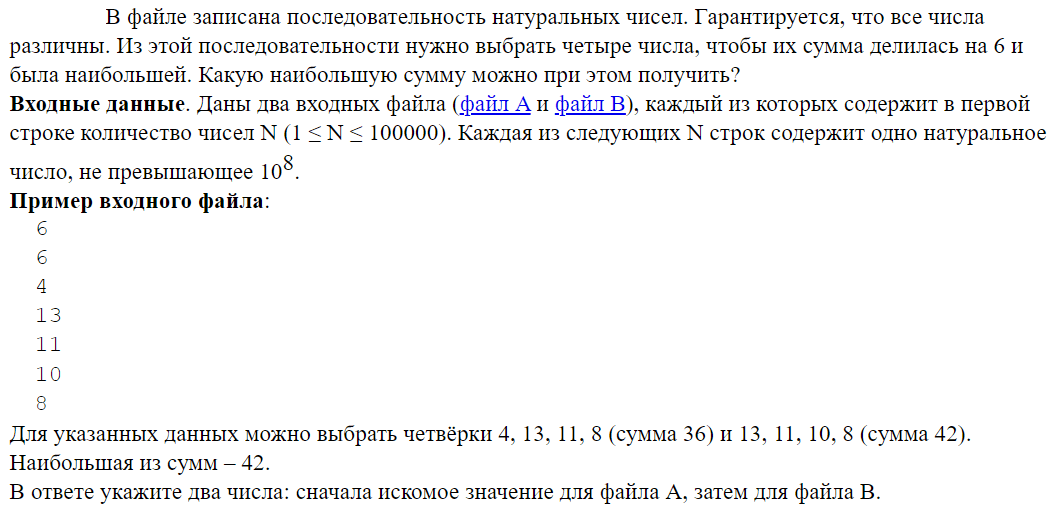 В файле записана последовательность натуральных чисел. Гарантируется, что все числа
различны. Из этой последовательности нужно выбрать четыре числа, чтобы их сумма делилась на 6 и
была наибольшей. Какую наибольшую сумму можно при этом получить?
Входные данные. Даны два входных файла (файл A и файл B), каждый из которых содержит в первой
строке количество чисел N (1 ≤ N ≤ 100000). Каждая из следующих N строк содержит одно натуральное
число, не превышающее 10⁸.
Пример входного файла:
6
6
4
13
11
10
8
Для указанных данных можно выбрать четвёрки 4, 13, 11, 8 (сумма 36) и 13, 11, 10, 8 (сумма 42).
Наибольшая из сумм – 42.
В ответе укажите два числа: сначала искомое значение для файла А, затем для файла B.